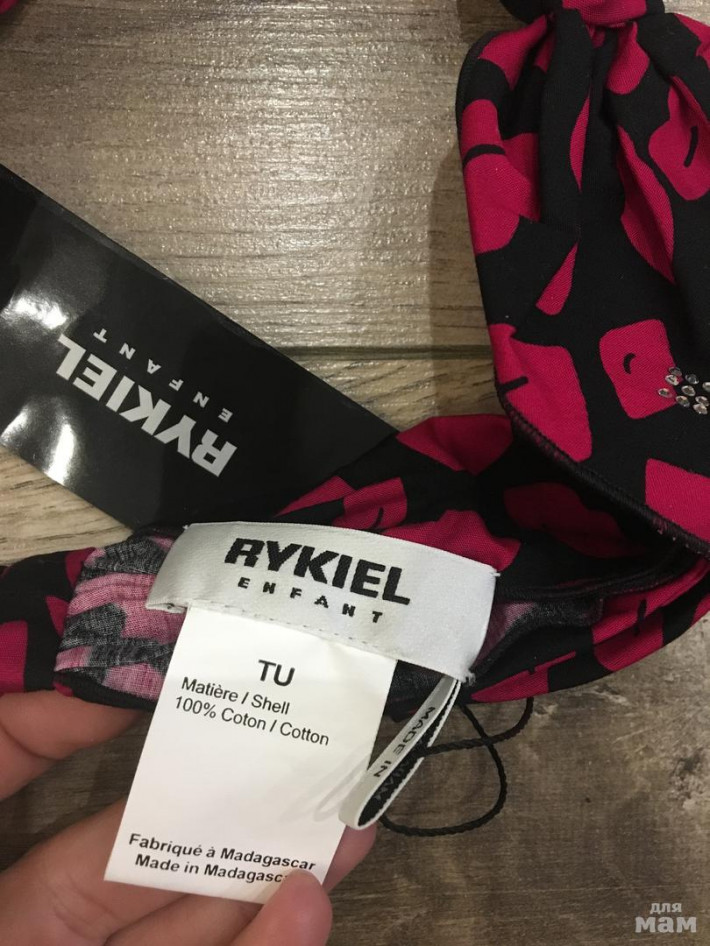 RYKIEL
ENFANT
RYKIEL
ENFANT
TU
Matière / Shell
100% Coton / Cotton
MADE IN
Fabriqué à Madagascar
Made in Madagascar
для
мам